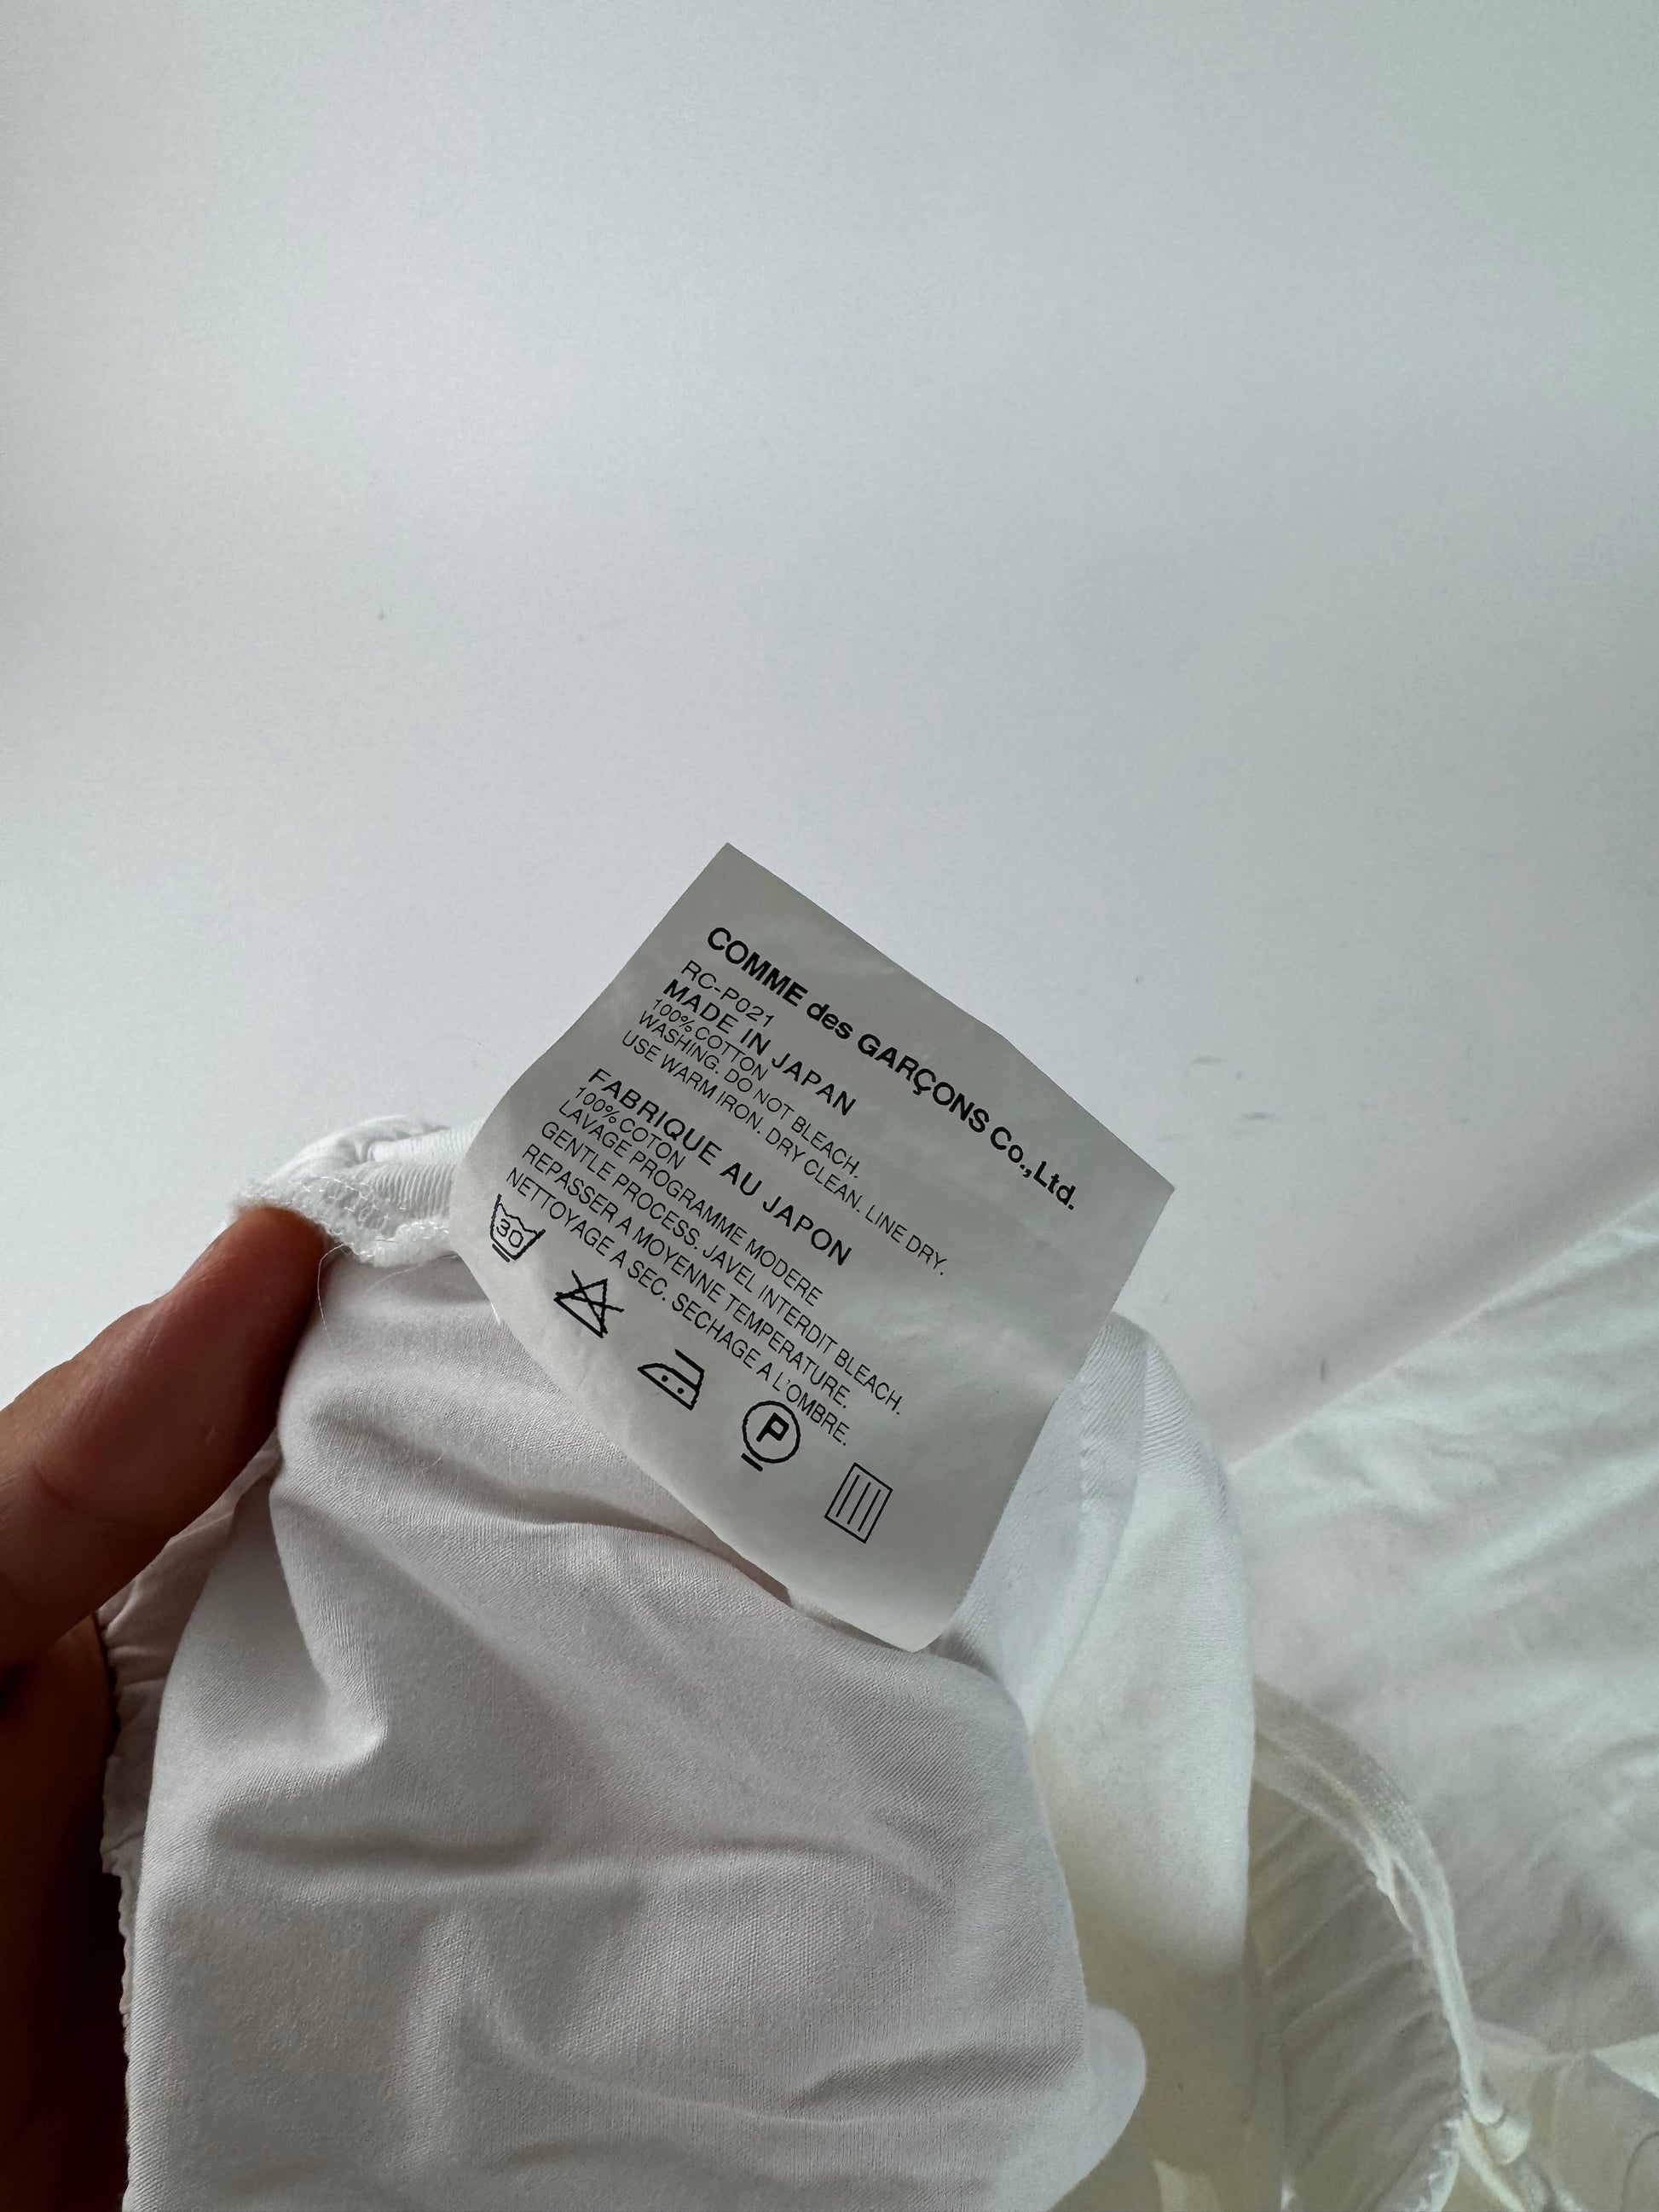 COMME des GARÇONS Co.,Ltd.
RC-P021
MADE IN JAPAN
100% COTTON
WASHING. DO NOT BLEACH.
USE WARM IRON. DRY CLEAN. LINE DRY.
FABRIQUE AU JAPON
100% COTON
LAVAGE PROGRAMME MODERE
GENTLE PROCESS. JAVEL INTERDIT BLEACH.
REPASSER A MOYENNE TEMPERATURE.
NETTOYAGE A SEC. SECHAGE A L'OMBRE.
30
P